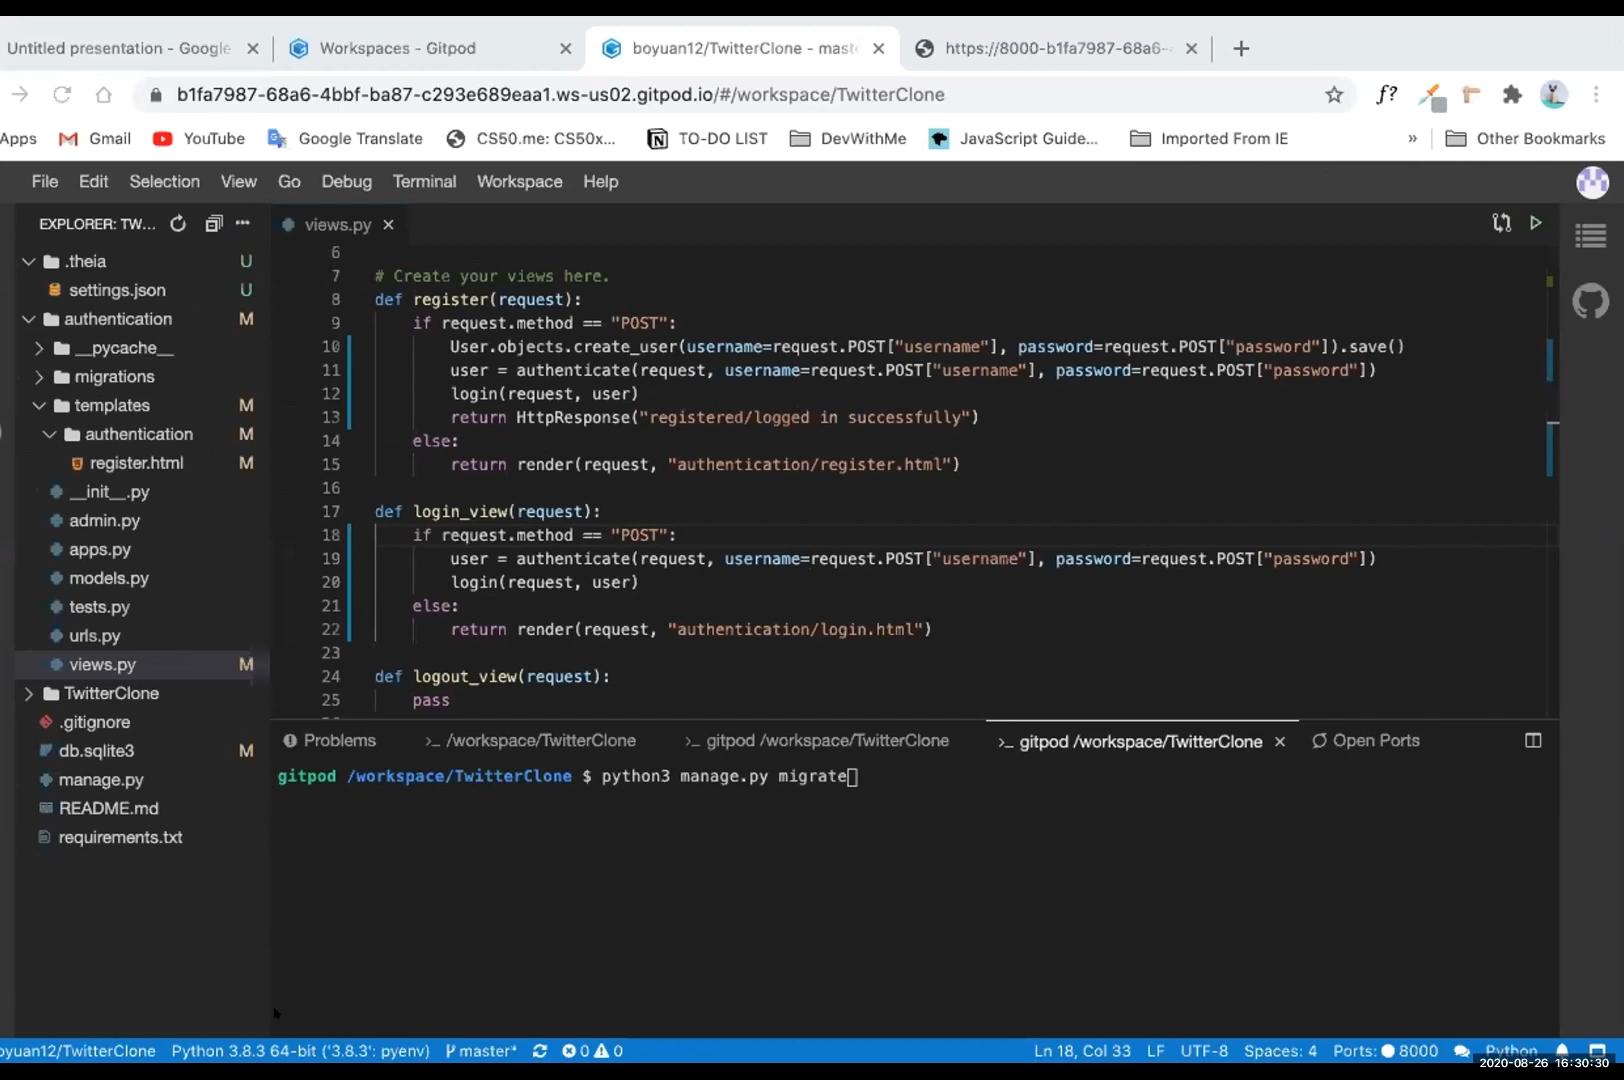 Untitled presentation - Google
Workspaces - Gitpod
boyuan12/TwitterClone - mast
https://8000-b1fa7987-68a6-
b1fa7987-68a6-4bbf-ba87-c293e689eaa1.ws-us02.gitpod.io/#/workspace/TwitterClone
f?
Apps Gmail YouTube Google Translate CS50.me: CS50x... TO-DO LIST DevWithMe JavaScript Guide... Imported From IE » Other Bookmarks
File Edit Selection View Go Debug Terminal Workspace Help
EXPLORER: TW...
.theia U
settings.json U
authentication M
__pycache__
migrations
templates M
authentication M
register.html M
__init__.py
admin.py
apps.py
models.py
tests.py
urls.py
views.py M
TwitterClone
.gitignore
db.sqlite3 M
manage.py
README.md
requirements.txt
views.py
6
7 # Create your views here.
8 def register(request):
9 if request.method == "POST":
10 User.objects.create_user(username=request.POST["username"], password=request.POST["password"]).save()
11 user = authenticate(request, username=request.POST["username"], password=request.POST["password"])
12 login(request, user)
13 return HttpResponse("registered/logged in successfully")
14 else:
15 return render(request, "authentication/register.html")
16
17 def login_view(request):
18 if request.method == "POST":
19 user = authenticate(request, username=request.POST["username"], password=request.POST["password"])
20 login(request, user)
21 else:
22 return render(request, "authentication/login.html")
23
24 def logout_view(request):
25 pass
Problems >_ /workspace/TwitterClone >_ gitpod /workspace/TwitterClone >_ gitpod /workspace/TwitterClone Open Ports
gitpod /workspace/TwitterClone $ python3 manage.py migrate
oyuan12/TwitterClone Python 3.8.3 64-bit ('3.8.3': pyenv) master* 0 0 Ln 18, Col 33 LF UTF-8 Spaces: 4 Ports: 8000 Python
2020-08-26 16:30:30